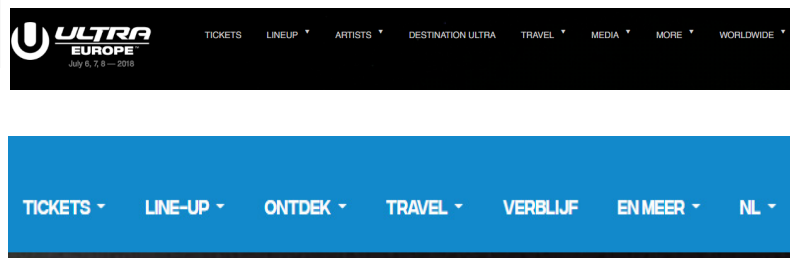 ULTRA
EUROPE™
July 6, 7, 8 — 2018
TICKETS LINEUP ARTISTS DESTINATION ULTRA TRAVEL MEDIA MORE WORLDWIDE
TICKETS LINE-UP ONTDEK TRAVEL VERBLIJF EN MEER NL